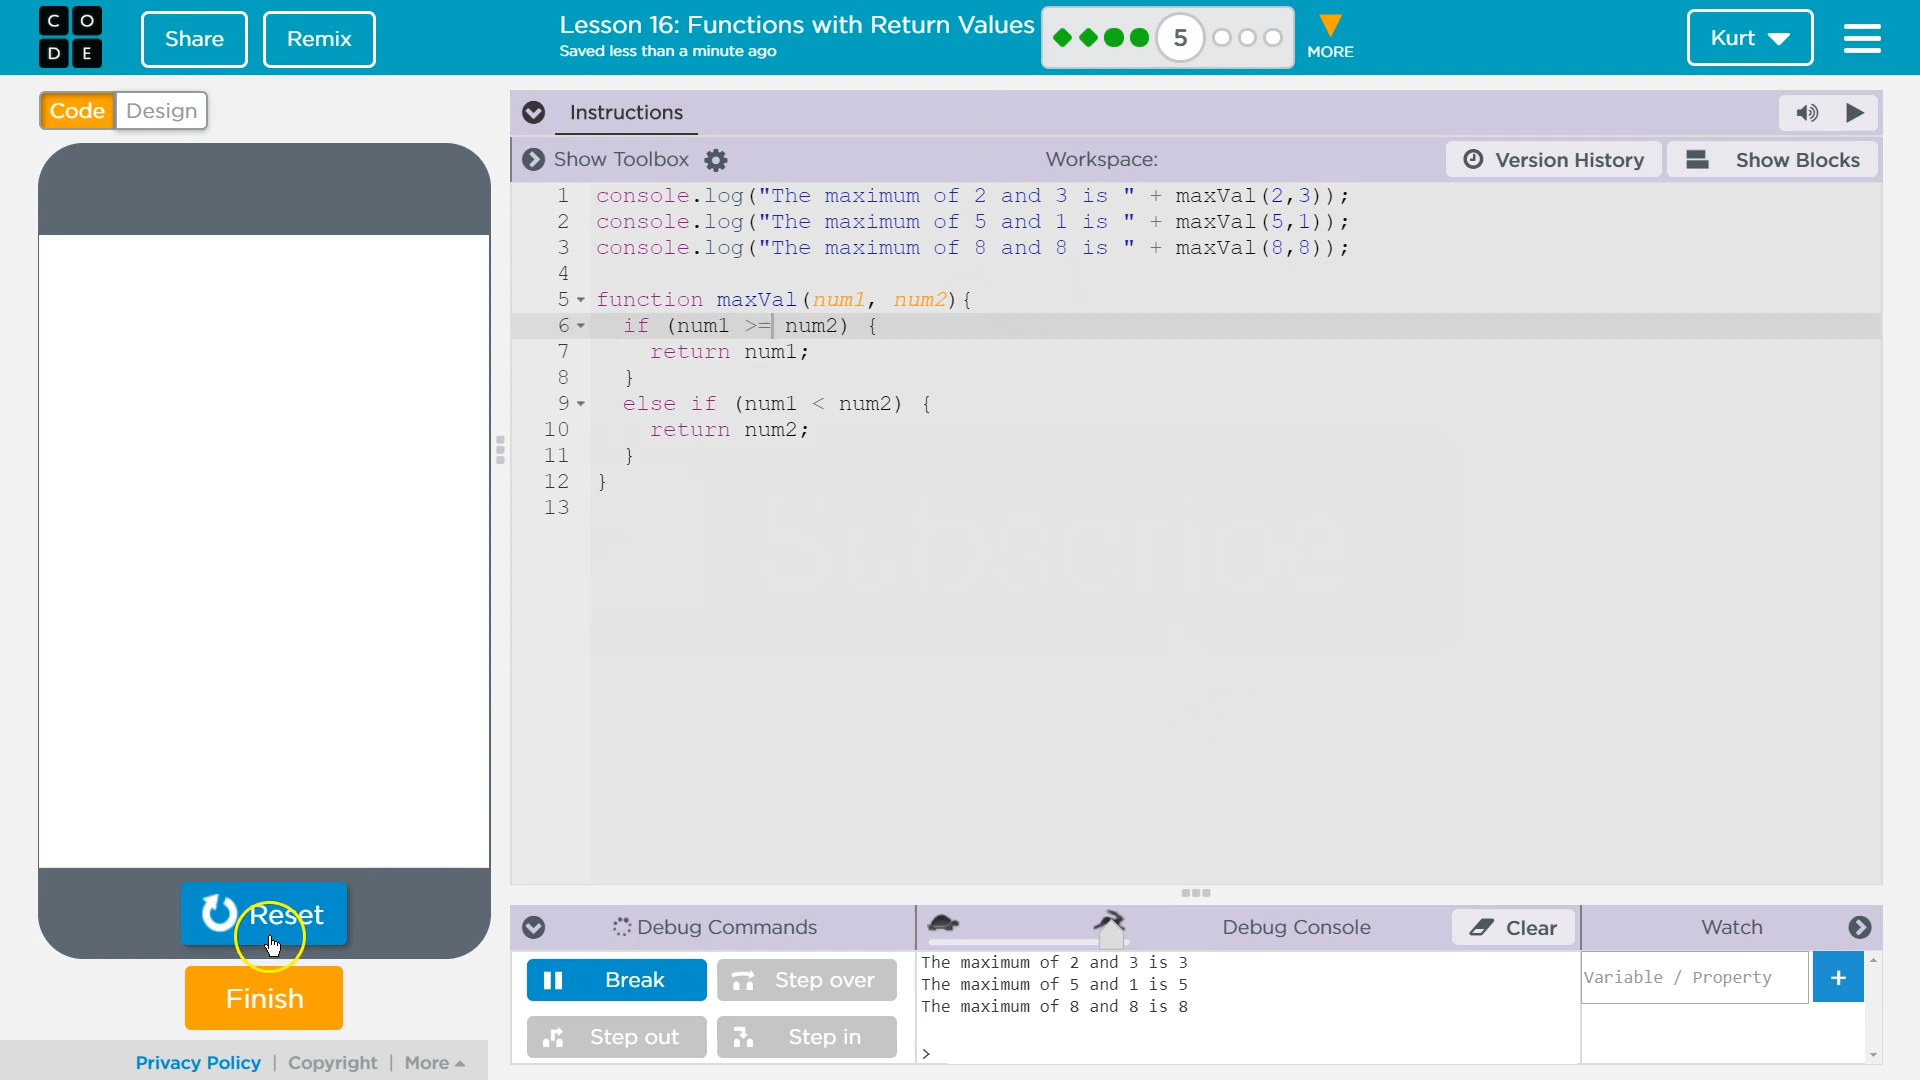 CODE
Share
Remix
Lesson 16: Functions with Return Values
Saved less than a minute ago
5
MORE
Kurt
Code
Design
Instructions
Show Toolbox
Workspace:
Version History
Show Blocks
1 console.log("The maximum of 2 and 3 is " + maxVal(2,3));
2 console.log("The maximum of 5 and 1 is " + maxVal(5,1));
3 console.log("The maximum of 8 and 8 is " + maxVal(8,8));
4
5 function maxVal(num1, num2){
6 if (num1 >= num2) {
7 return num1;
8 }
9 else if (num1 < num2) {
10 return num2;
11 }
12 }
13
Subscribe
Reset
Finish
Debug Commands
Debug Console
Clear
Watch
Break
Step over
Step out
Step in
The maximum of 2 and 3 is 3
The maximum of 5 and 1 is 5
The maximum of 8 and 8 is 8
>
Variable / Property
+
Privacy Policy | Copyright | More